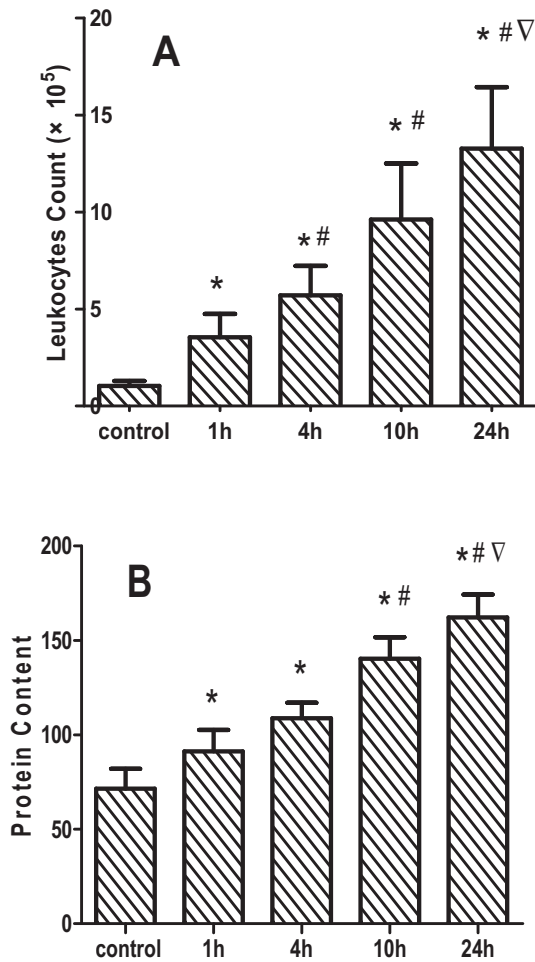 A
Leukocytes Count (× 10⁵)
20
15
10
5
0
*
* #
* #
* # ∇
control 1h 4h 10h 24h
B
Protein Content
200
150
100
50
0
*
*
* #
* # ∇
control 1h 4h 10h 24h